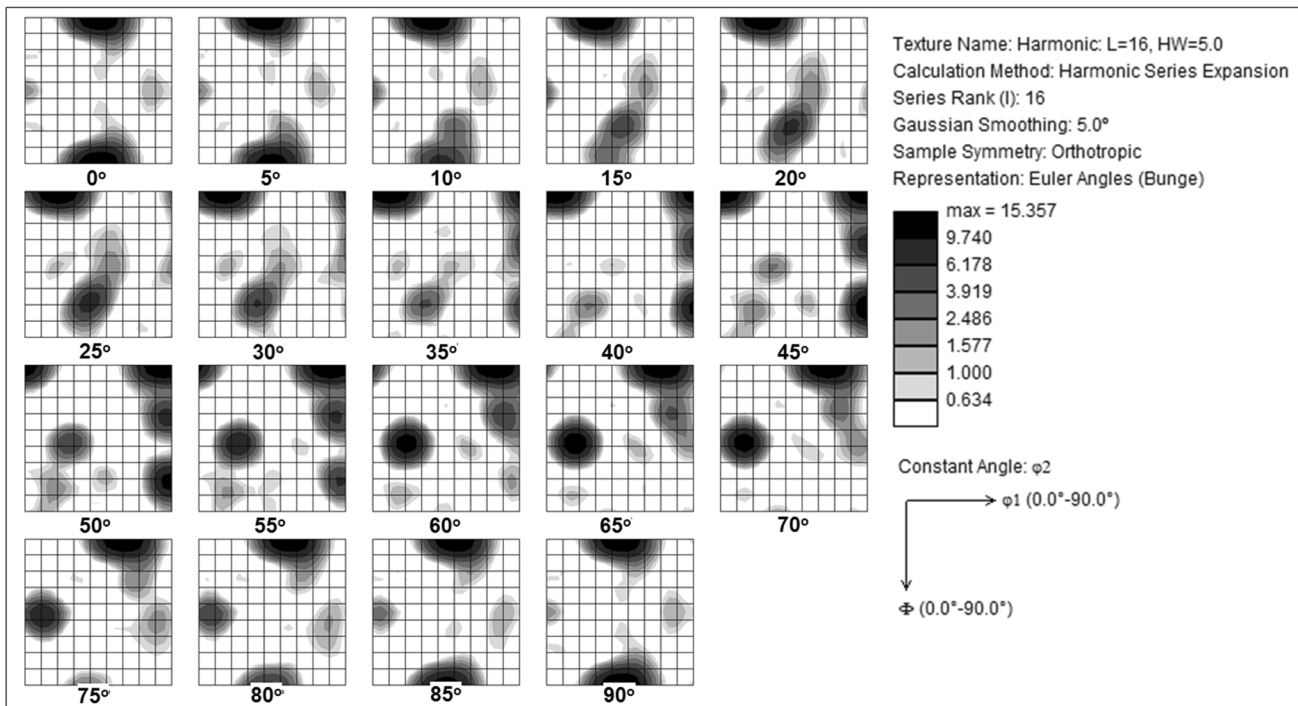 0°
5°
10°
15°
20°
25°
30°
35°
40°
45°
50°
55°
60°
65°
70°
75°
80°
85°
90°
Texture Name: Harmonic: L=16, HW=5.0
Calculation Method: Harmonic Series Expansion
Series Rank (l): 16
Gaussian Smoothing: 5.0°
Sample Symmetry: Orthotropic
Representation: Euler Angles (Bunge)
max = 15.357
9.740
6.178
3.919
2.486
1.577
1.000
0.634
Constant Angle: φ2
φ1 (0.0°-90.0°)
Φ (0.0°-90.0°)